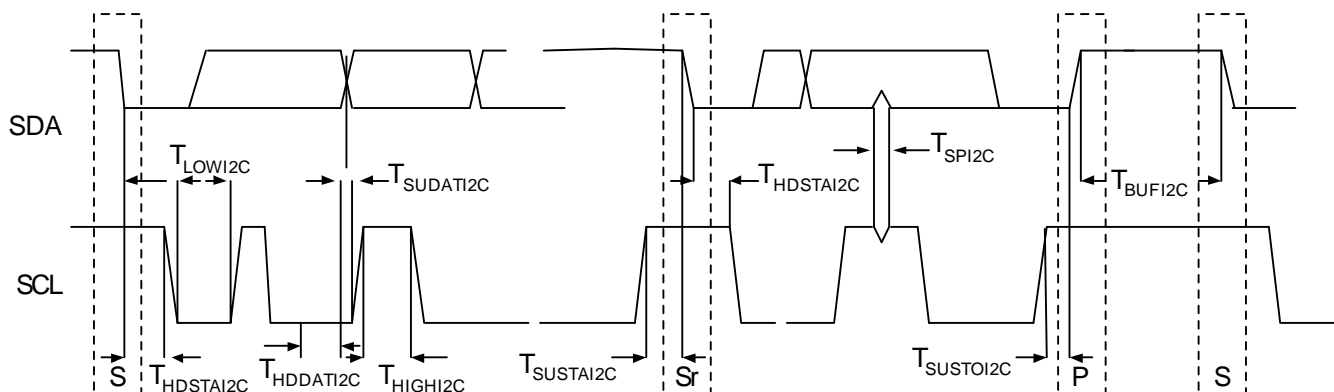 SDA
T_LOWI2C
T_SUDATI2C
T_HDSTAI2C
T_SPI2C
T_BUFI2C
SCL
S
T_HDSTAI2C
T_HDDATI2C
T_HIGHI2C
T_SUSTAI2C
Sr
T_SUSTOI2C
P
S